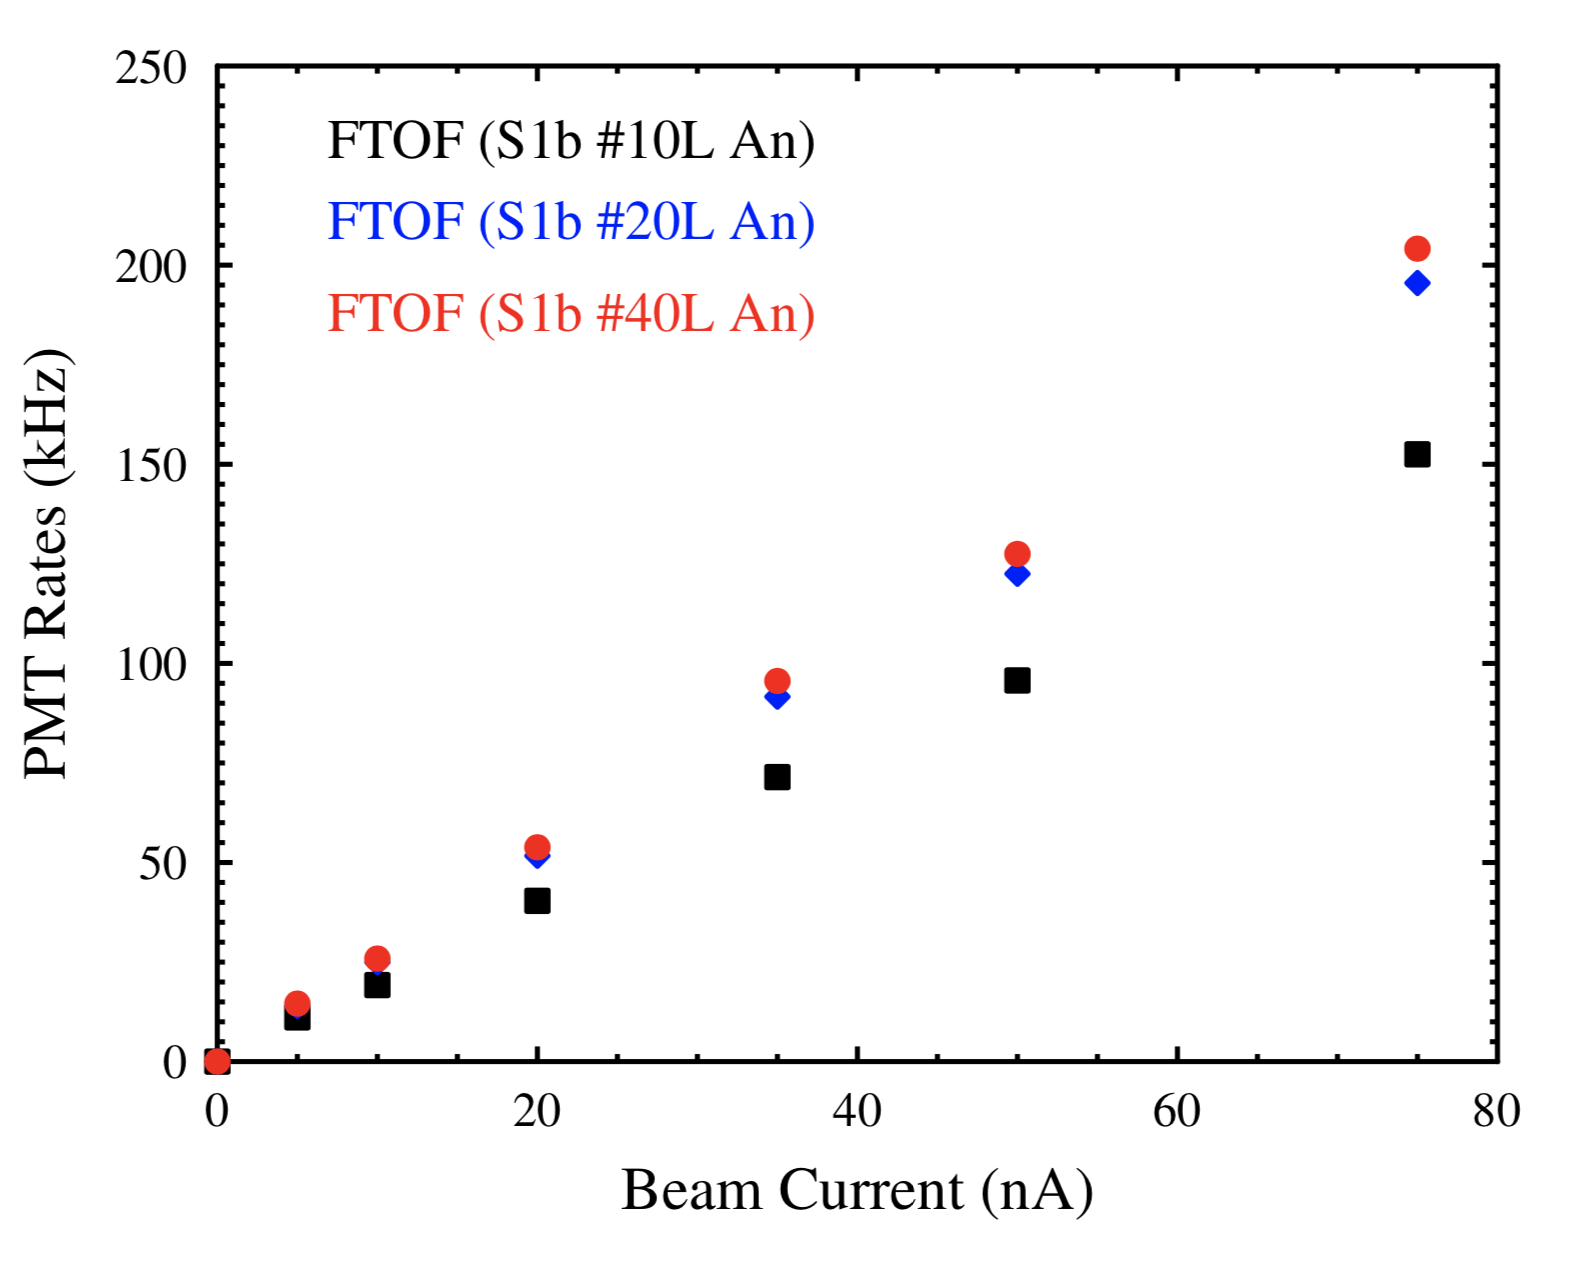 250
FTOF (S1b #10L An)
FTOF (S1b #20L An)
200
FTOF (S1b #40L An)
PMT Rates (kHz)
150
100
50
0
0 20 40 60 80
Beam Current (nA)